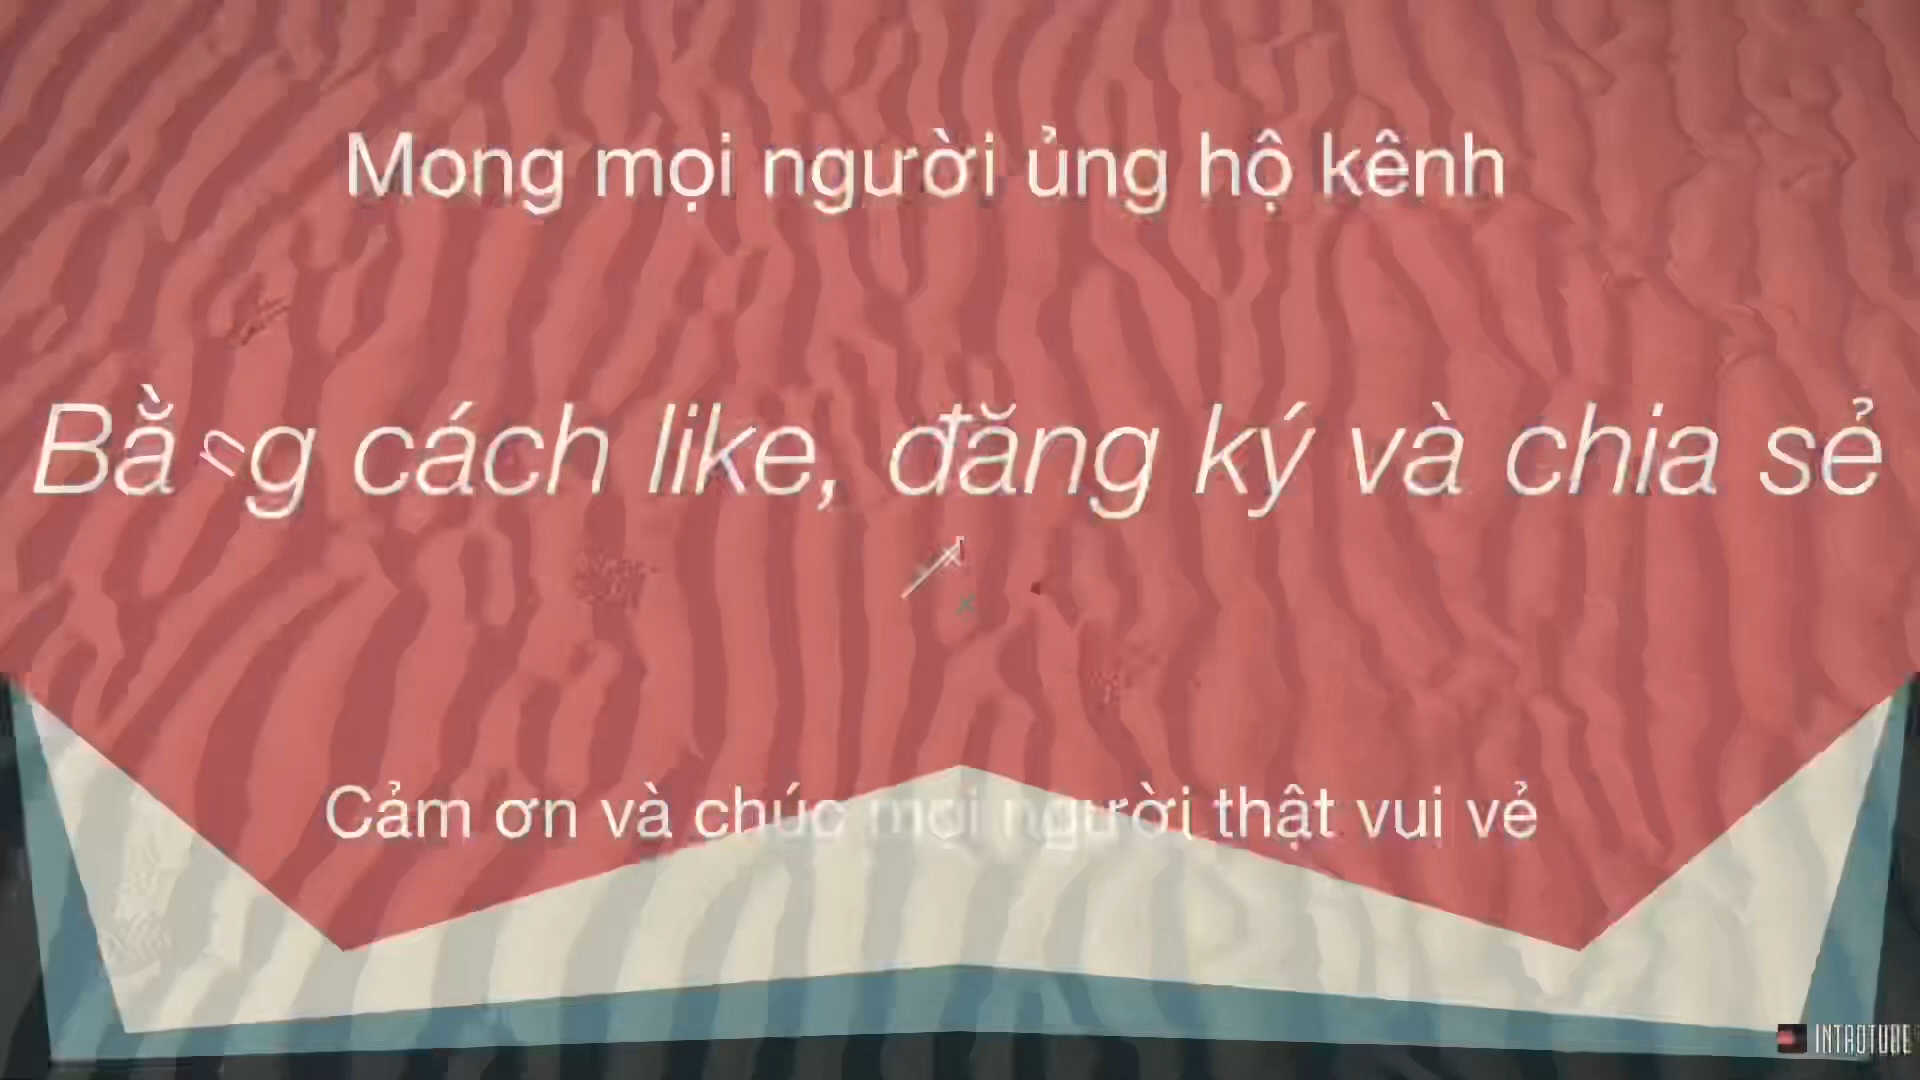 Mong mọi người ủng hộ kênh
Bằng cách like, đăng ký và chia sẻ
Cảm ơn và chúc mọi người thật vui vẻ
INTROTUBE